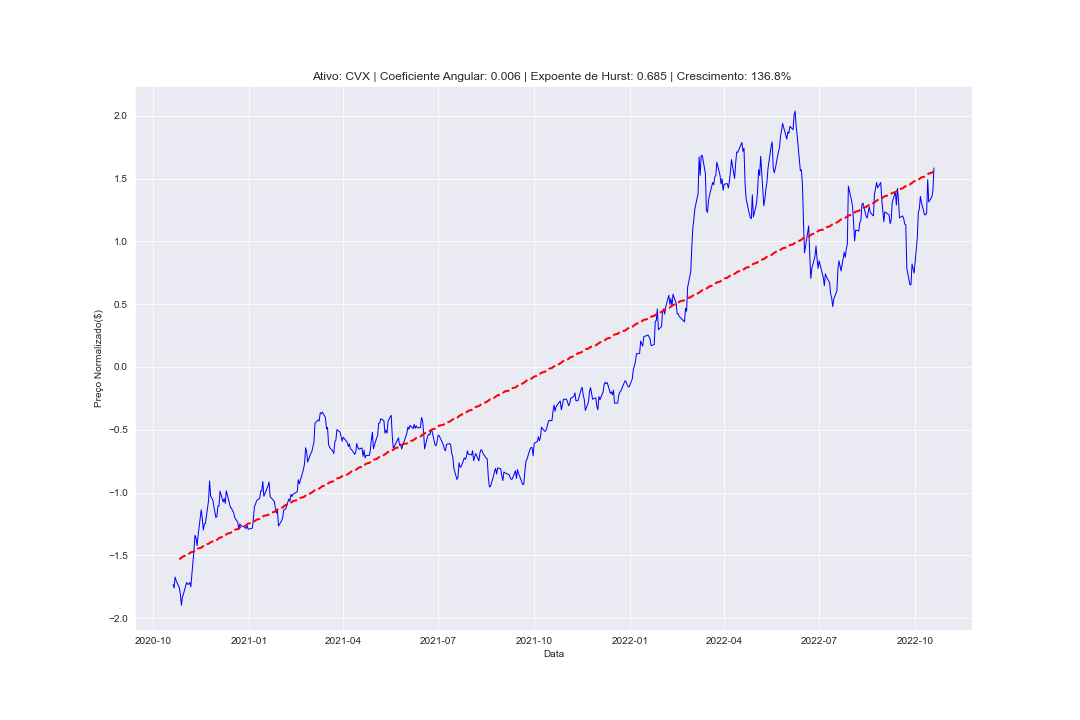 Ativo: CVX | Coeficiente Angular: 0.006 | Expoente de Hurst: 0.685 | Crescimento: 136.8%
2.0
1.5
1.0
0.5
0.0
−0.5
−1.0
−1.5
−2.0
Preço Normalizado($)
2020-10 2021-01 2021-04 2021-07 2021-10 2022-01 2022-04 2022-07 2022-10
Data